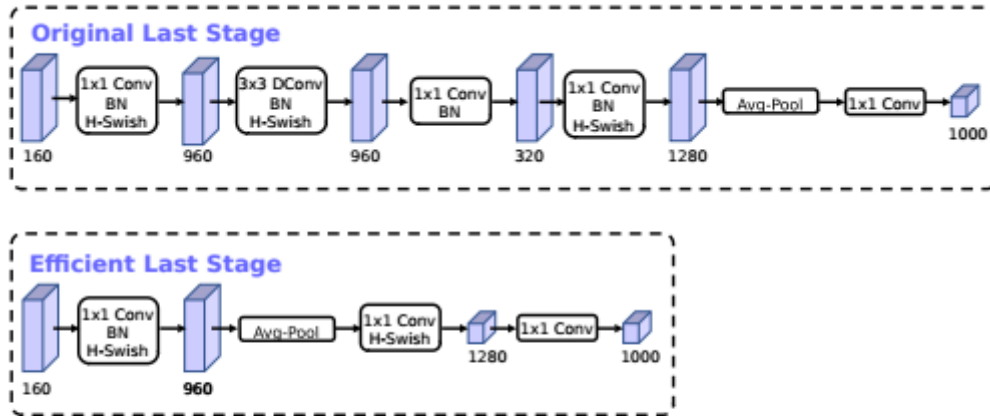 Original Last Stage
1x1 Conv
BN
H-Swish
3x3 DConv
BN
H-Swish
1x1 Conv
BN
1x1 Conv
BN
H-Swish
Avg-Pool
1x1 Conv
160
960
960
320
1280
1000
Efficient Last Stage
1x1 Conv
BN
H-Swish
Avg-Pool
1x1 Conv
H-Swish
1x1 Conv
160
960
1280
1000